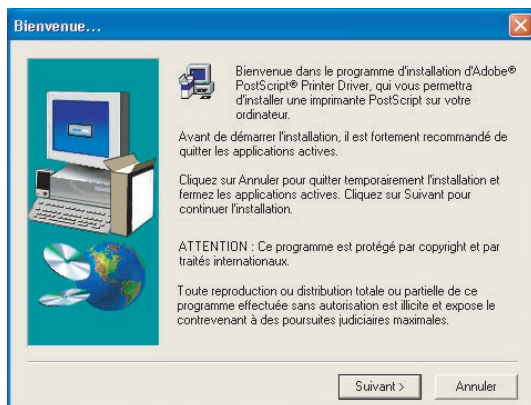 Bienvenue...
Bienvenue dans le programme d'installation d'Adobe®
PostScript® Printer Driver, qui vous permettra
d'installer une imprimante PostScript sur votre
ordinateur.
Avant de démarrer l'installation, il est fortement recommandé de
quitter les applications actives.
Cliquez sur Annuler pour quitter temporairement l'installation et
fermez les applications actives. Cliquez sur Suivant pour
continuer l'installation.
ATTENTION : Ce programme est protégé par copyright et par
traités internationaux.
Toute reproduction ou distribution totale ou partielle de ce
programme effectuée sans autorisation est illicite et expose le
contrevenant à des poursuites judiciaires maximales.
Suivant > Annuler